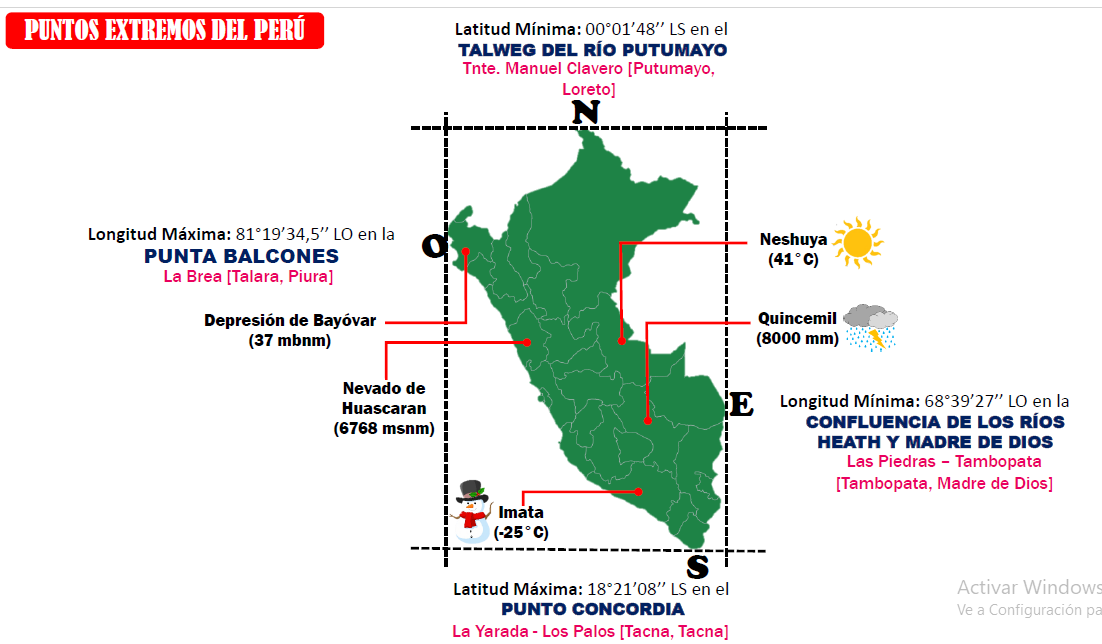 PUNTOS EXTREMOS DEL PERÚ
Latitud Mínima: 00°01’48’’ LS en el
TALWEG DEL RÍO PUTUMAYO
Tnte. Manuel Clavero [Putumayo,
Loreto]
N
Longitud Máxima: 81°19’34,5’’ LO en la
PUNTA BALCONES
La Brea [Talara, Piura]
O
Neshuya
(41°C)
Depresión de Bayóvar
(37 mbnm)
Quincemil
(8000 mm)
Nevado de
Huascaran
(6768 msnm)
E
Longitud Mínima: 68°39’27’’ LO en la
CONFLUENCIA DE LOS RÍOS
HEATH Y MADRE DE DIOS
Las Piedras – Tambopata
[Tambopata, Madre de Dios]
Imata
(-25°C)
S
Latitud Máxima: 18°21’08’’ LS en el
PUNTO CONCORDIA
La Yarada - Los Palos [Tacna, Tacna]
Activar Windows
Ve a Configuración pa